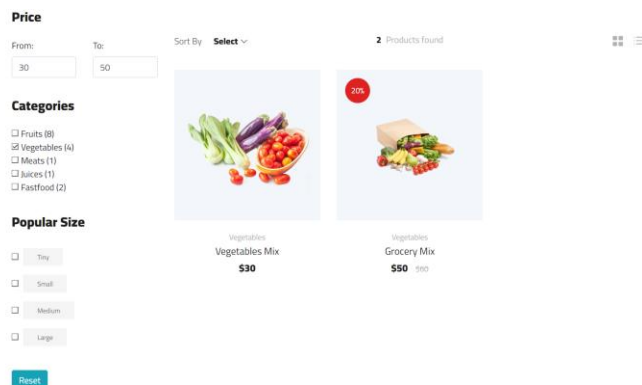 Price
From: To:
30 50
Categories
Fruits (8)
Vegetables (4)
Meats (1)
Juices (1)
Fastfood (2)
Popular Size
Tiny
Small
Medium
Large
Reset
Sort By Select
2 Products found
20%
Vegetables
Vegetables Mix
$30
Vegetables
Grocery Mix
$50 $60